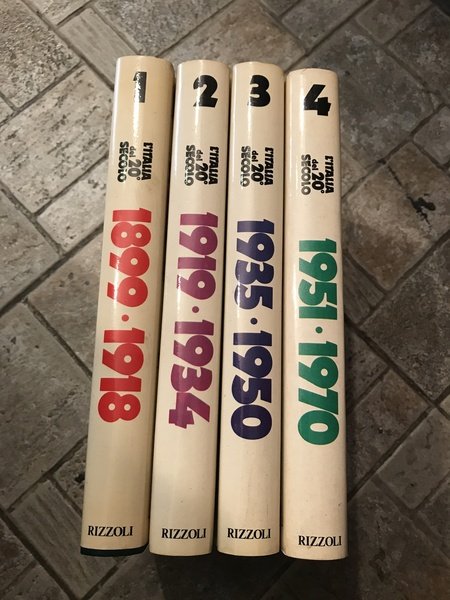 1
L'ITALIA
del 20°
SECOLO
1899·1918
RIZZOLI
2
L'ITALIA
del 20°
SECOLO
1919·1934
RIZZOLI
3
L'ITALIA
del 20°
SECOLO
1935·1950
RIZZOLI
4
L'ITALIA
del 20°
SECOLO
1951·1970
RIZZOLI